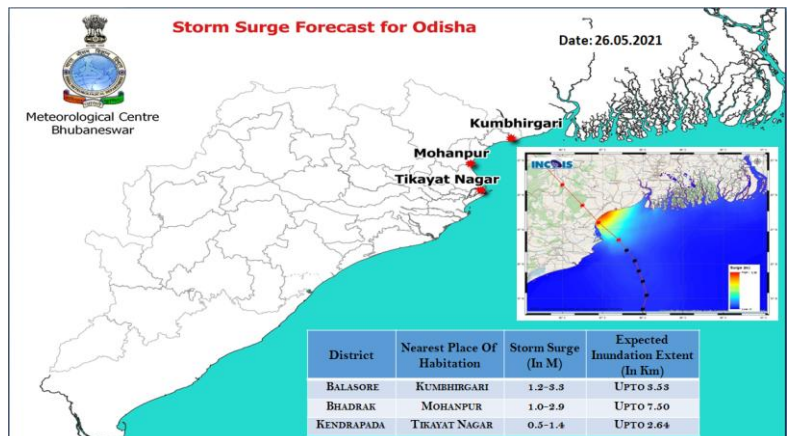 Storm Surge Forecast for Odisha
Date: 26.05.2021
Meteorological Centre
Bhubaneswar
Kumbhirgari
Mohanpur
Tikayat Nagar
INCOIS
District Nearest Place Of Habitation Storm Surge (In M) Expected Inundation Extent (In Km)
BALASORE KUMBHIRGARI 1.2-3.3 UPTO 3.53
BHADRAK MOHANPUR 1.0-2.9 UPTO 7.50
KENDRAPADA TIKAYAT NAGAR 0.5-1.4 UPTO 2.64